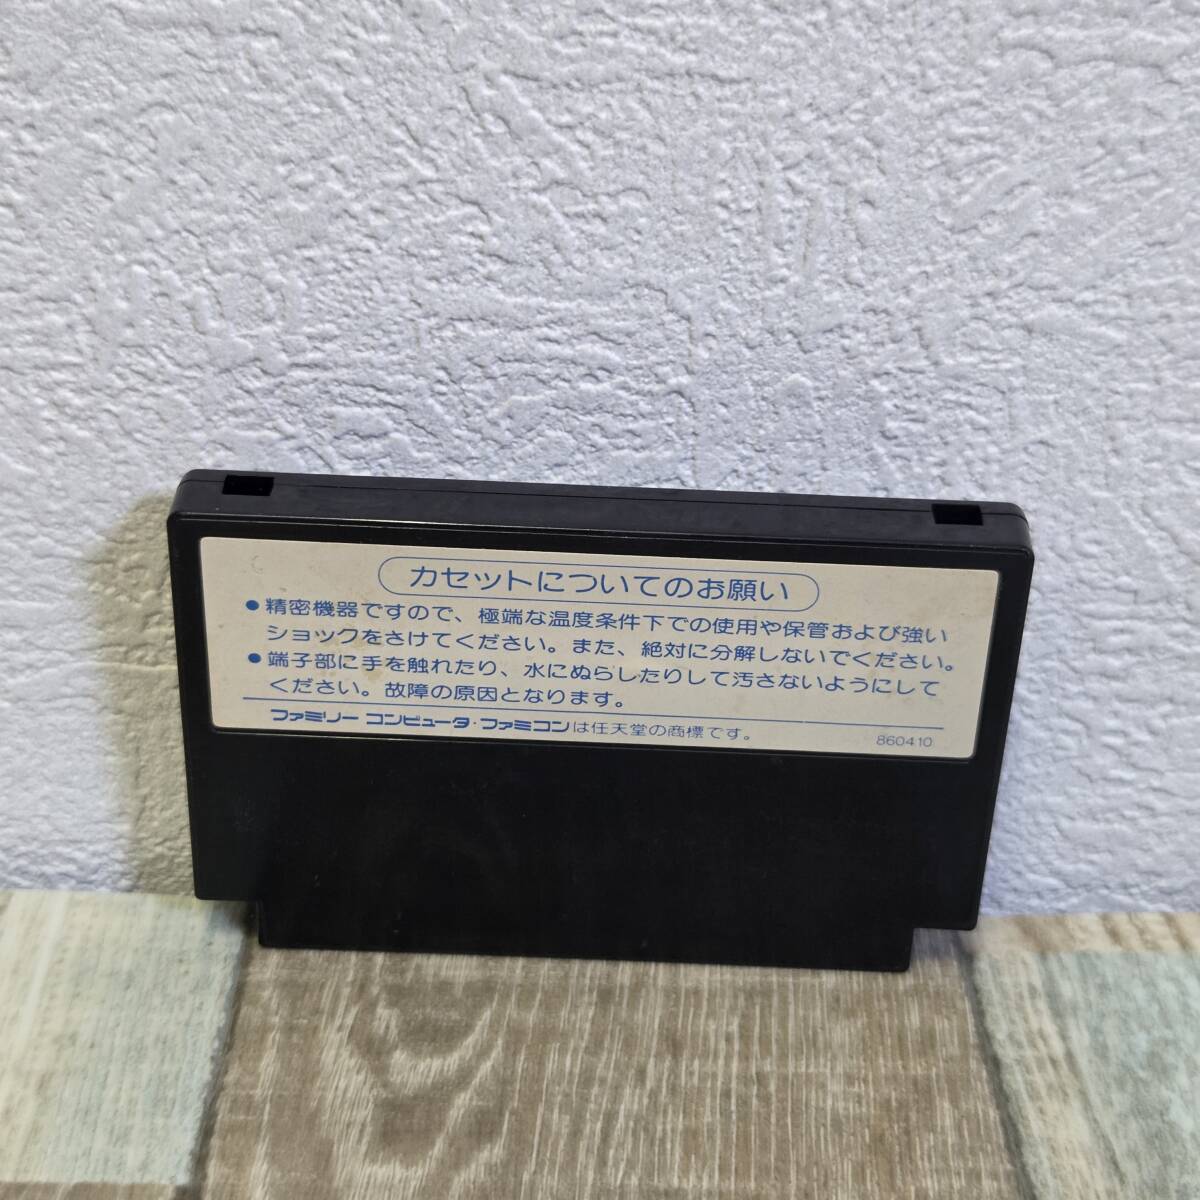 カセットについてのお願い
●精密機器ですので、極端な温度条件下での使用や保管および強い
ショックをさけてください。また、絶対に分解しないでください。
●端子部に手を触れたり、水にぬらしたりして汚さないようにして
ください。故障の原因となります。
ファミリー コンピュータ・ファミコンは任天堂の商標です。
860410